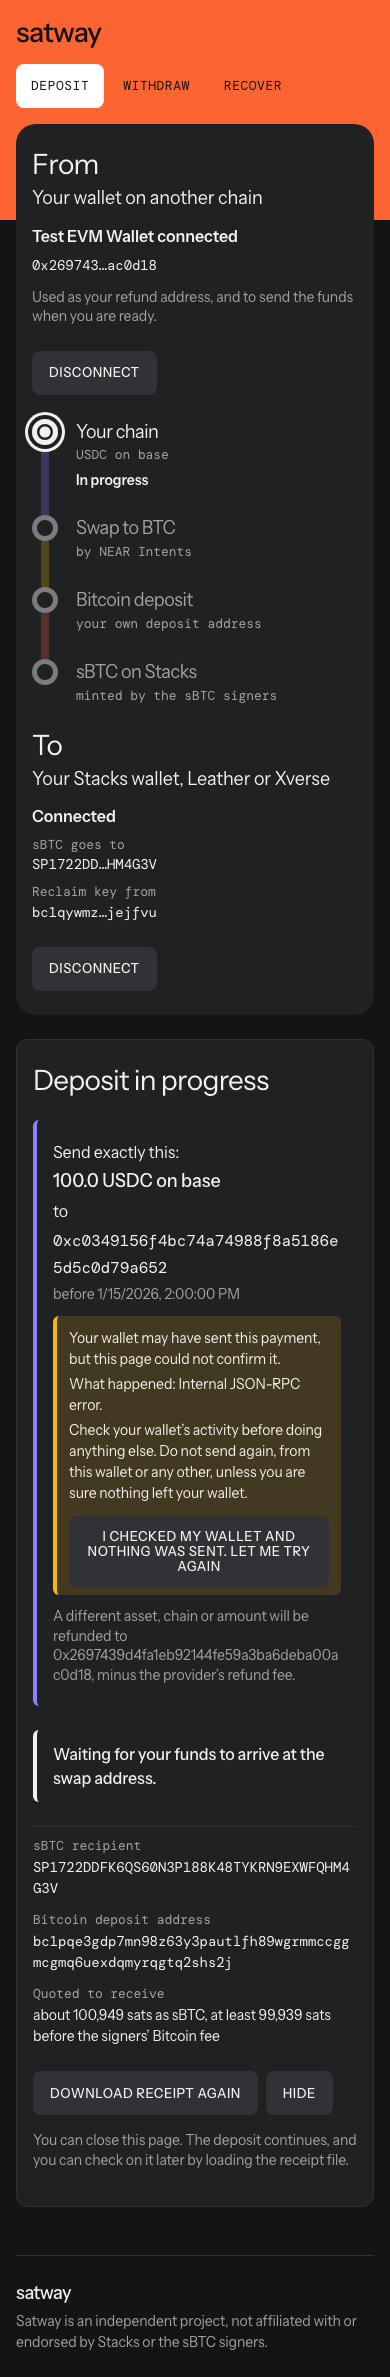 satway
DEPOSIT
WITHDRAW
RECOVER
From
Your wallet on another chain
Test EVM Wallet connected
0x269743…ac0d18
Used as your refund address, and to send the funds
when you are ready.
DISCONNECT
Your chain
USDC on base
In progress
Swap to BTC
by NEAR Intents
Bitcoin deposit
your own deposit address
sBTC on Stacks
minted by the sBTC signers
To
Your Stacks wallet, Leather or Xverse
Connected
sBTC goes to
SP1722DD…HM4G3V
Reclaim key from
bc1qywmz…jejfvu
DISCONNECT
Deposit in progress
Send exactly this:
100.0 USDC on base
to
0xc0349156f4bc74a74988f8a5186e
5d5c0d79a652
before 1/15/2026, 2:00:00 PM
Your wallet may have sent this payment,
but this page could not confirm it.
What happened: Internal JSON-RPC
error.
Check your wallet’s activity before doing
anything else. Do not send again, from
this wallet or any other, unless you are
sure nothing left your wallet.
I CHECKED MY WALLET AND
NOTHING WAS SENT. LET ME TRY
AGAIN
A different asset, chain or amount will be
refunded to
0x2697439d4fa1eb92144fe59a3ba6deba00a
c0d18, minus the provider’s refund fee.
Waiting for your funds to arrive at the
swap address.
sBTC recipient
SP1722DDFK6QS60N3P188K48TYKRN9EXWFQHM4
G3V
Bitcoin deposit address
bc1pqe3gdp7mn98z63y3pautlfh89wgrmmccgg
mcgmq6uexdqmyrqgtq2shs2j
Quoted to receive
about 100,949 sats as sBTC, at least 99,939 sats
before the signers’ Bitcoin fee
DOWNLOAD RECEIPT AGAIN
HIDE
You can close this page. The deposit continues, and
you can check on it later by loading the receipt file.
satway
Satway is an independent project, not affiliated with or
endorsed by Stacks or the sBTC signers.